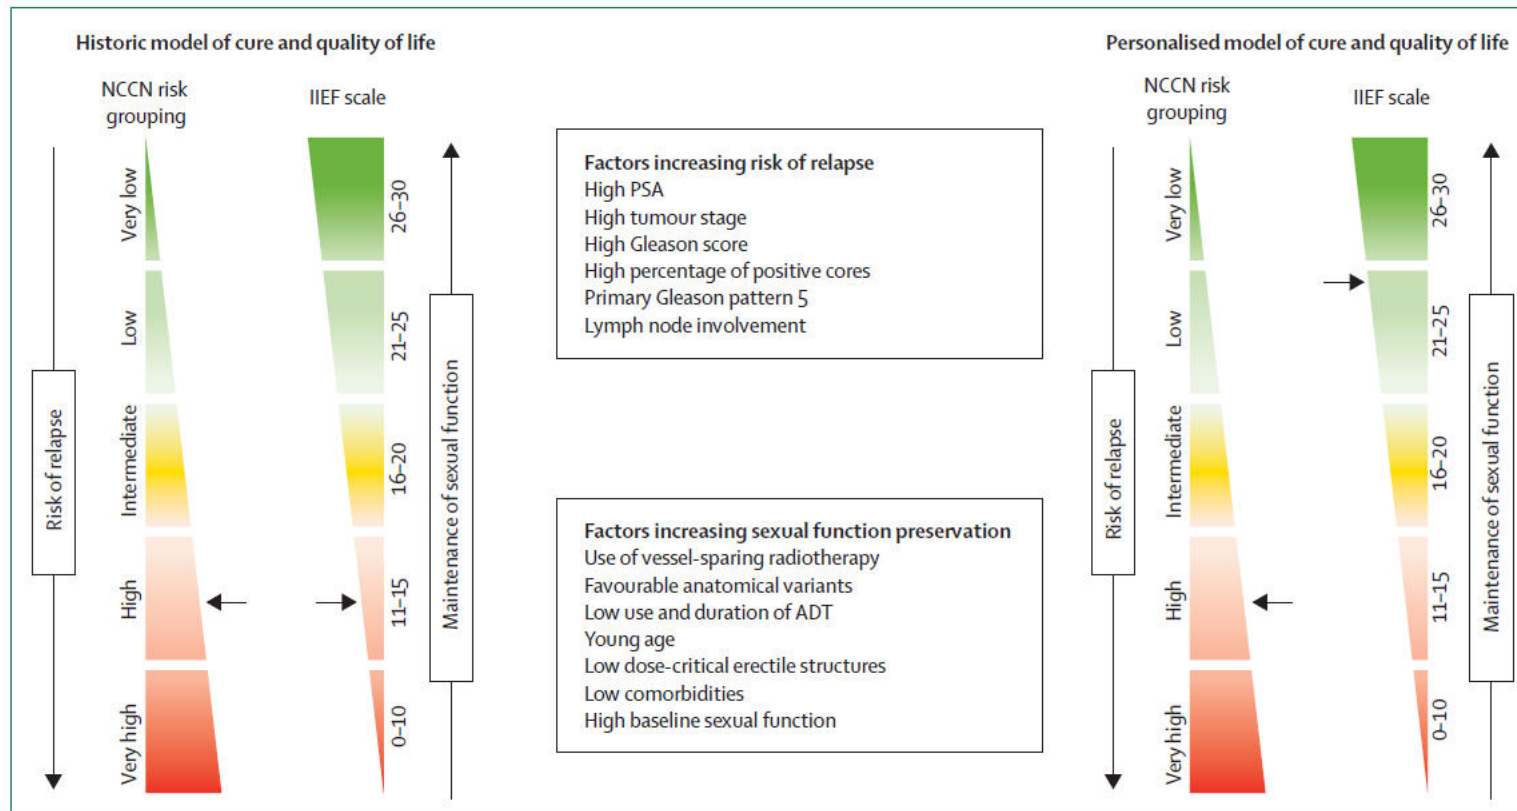 Historic model of cure and quality of life
NCCN risk
grouping
IIEF scale
Risk of relapse
Very low
Low
Intermediate
High
Very high
26–30
21–25
16–20
11–15
0–10
Maintenance of sexual function
Factors increasing risk of relapse
High PSA
High tumour stage
High Gleason score
High percentage of positive cores
Primary Gleason pattern 5
Lymph node involvement
Factors increasing sexual function preservation
Use of vessel-sparing radiotherapy
Favourable anatomical variants
Low use and duration of ADT
Young age
Low dose-critical erectile structures
Low comorbidities
High baseline sexual function
Personalised model of cure and quality of life
NCCN risk
grouping
IIEF scale
Risk of relapse
Very low
Low
Intermediate
High
Very high
26–30
21–25
16–20
11–15
0–10
Maintenance of sexual function